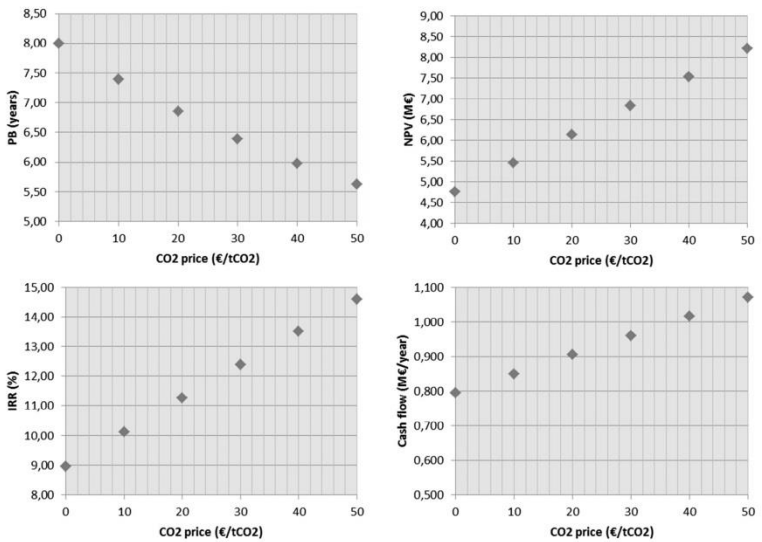 8,50
8,00
7,50
7,00
6,50
6,00
5,50
5,00
PB (years)
0 10 20 30 40 50
CO2 price (€/tCO2)
9,00
8,50
8,00
7,50
7,00
6,50
6,00
5,50
5,00
4,50
4,00
NPV (M€)
0 10 20 30 40 50
CO2 price (€/tCO2)
15,00
14,00
13,00
12,00
11,00
10,00
9,00
8,00
IRR (%)
0 10 20 30 40 50
CO2 price (€/tCO2)
1,100
1,000
0,900
0,800
0,700
0,600
0,500
Cash flow (M€/year)
0 10 20 30 40 50
CO2 price (€/tCO2)